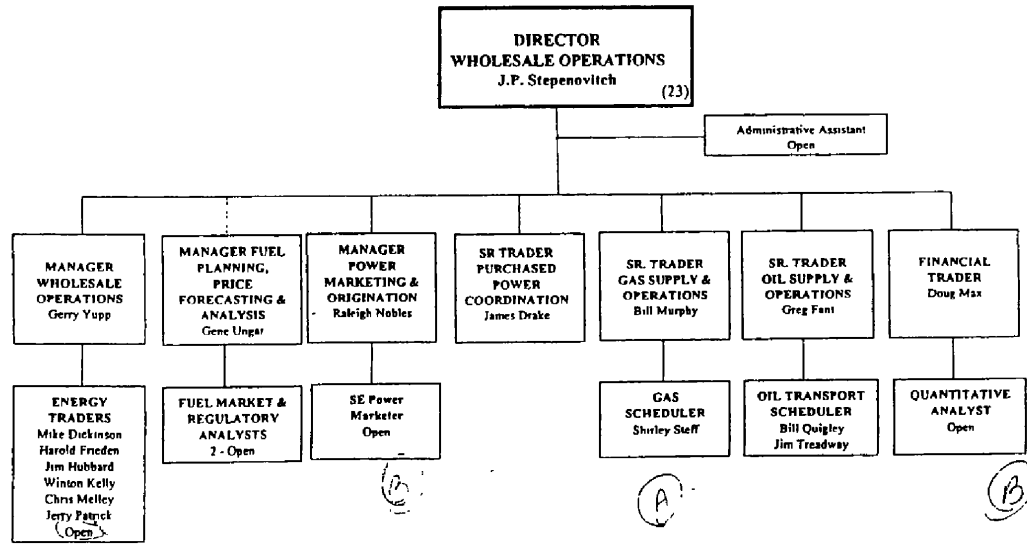 DIRECTOR
WHOLESALE OPERATIONS
J.P. Stepenovitch
(23)
Administrative Assistant
Open
MANAGER
WHOLESALE
OPERATIONS
Gerry Yupp
MANAGER FUEL
PLANNING,
PRICE
FORECASTING &
ANALYSIS
Gene Ungar
MANAGER
POWER
MARKETING &
ORIGINATION
Raleigh Nobles
SR TRADER
PURCHASED
POWER
COORDINATION
James Drake
SR. TRADER
GAS SUPPLY &
OPERATIONS
Bill Murphy
SR. TRADER
OIL SUPPLY &
OPERATIONS
Greg Fant
FINANCIAL
TRADER
Doug Max
ENERGY
TRADERS
Mike Dickinson
Harold Frieden
Jim Hubbard
Winton Kelly
Chris Melley
Jerry Patrick
Open
FUEL MARKET &
REGULATORY
ANALYSTS
2 - Open
SE Power
Marketer
Open
GAS
SCHEDULER
Shirley Steff
OIL TRANSPORT
SCHEDULER
Bill Quigley
Jim Treadway
QUANTITATIVE
ANALYST
Open
B
A
B